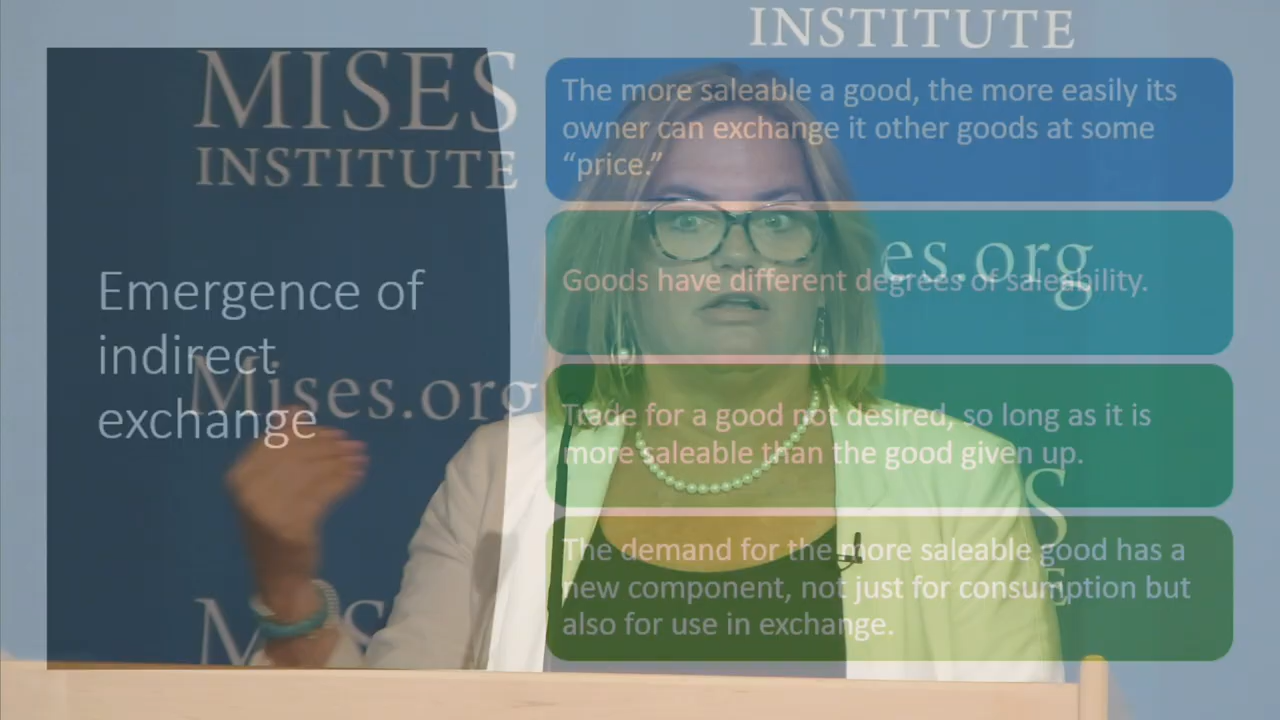 INSTITUTE
MISES
INSTITUTE
Emergence of
indirect
exchange
Mises.org
The more saleable a good, the more easily its
owner can exchange it other goods at some
“price.”
es.org
Goods have different degrees of saleability.
Trade for a good not desired, so long as it is
more saleable than the good given up.
S
E
The demand for the more saleable good has a
new component, not just for consumption but
also for use in exchange.
MIS